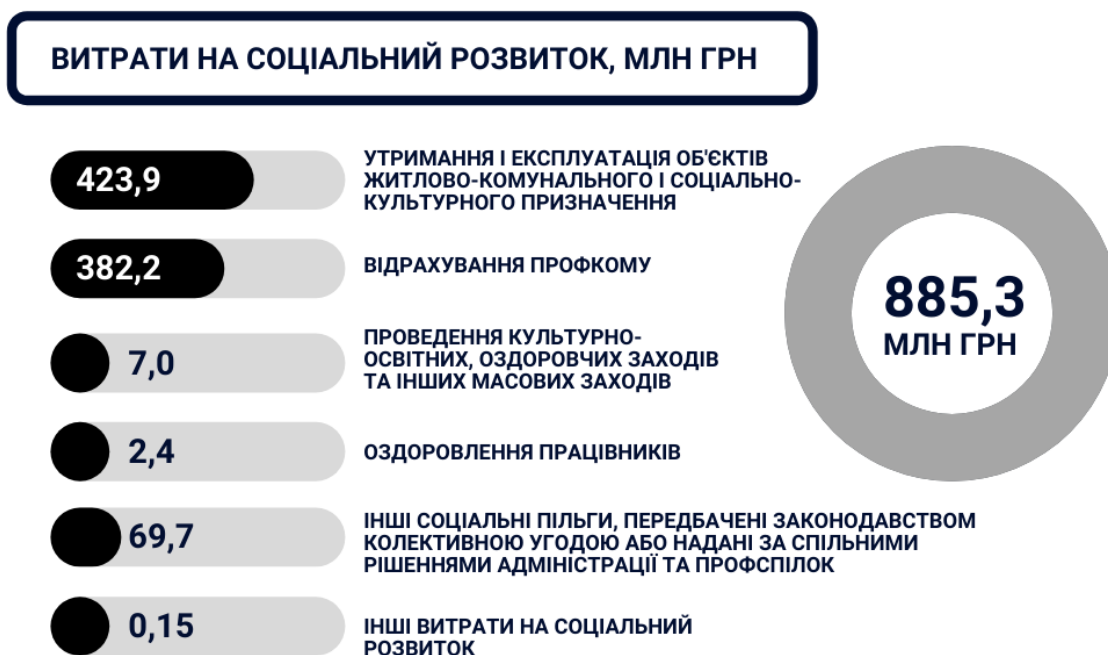 ВИТРАТИ НА СОЦІАЛЬНИЙ РОЗВИТОК, МЛН ГРН
423,9
УТРИМАННЯ І ЕКСПЛУАТАЦІЯ ОБ'ЄКТІВ
ЖИТЛОВО-КОМУНАЛЬНОГО І СОЦІАЛЬНО-
КУЛЬТУРНОГО ПРИЗНАЧЕННЯ
382,2
ВІДРАХУВАННЯ ПРОФКОМУ
7,0
ПРОВЕДЕННЯ КУЛЬТУРНО-
ОСВІТНИХ, ОЗДОРОВЧИХ ЗАХОДІВ
ТА ІНШИХ МАСОВИХ ЗАХОДІВ
2,4
ОЗДОРОВЛЕННЯ ПРАЦІВНИКІВ
69,7
ІНШІ СОЦІАЛЬНІ ПІЛЬГИ, ПЕРЕДБАЧЕНІ ЗАКОНОДАВСТВОМ
КОЛЕКТИВНОЮ УГОДОЮ АБО НАДАНІ ЗА СПІЛЬНИМИ
РІШЕННЯМИ АДМІНІСТРАЦІЇ ТА ПРОФСПІЛОК
0,15
ІНШІ ВИТРАТИ НА СОЦІАЛЬНИЙ
РОЗВИТОК
885,3
МЛН ГРН